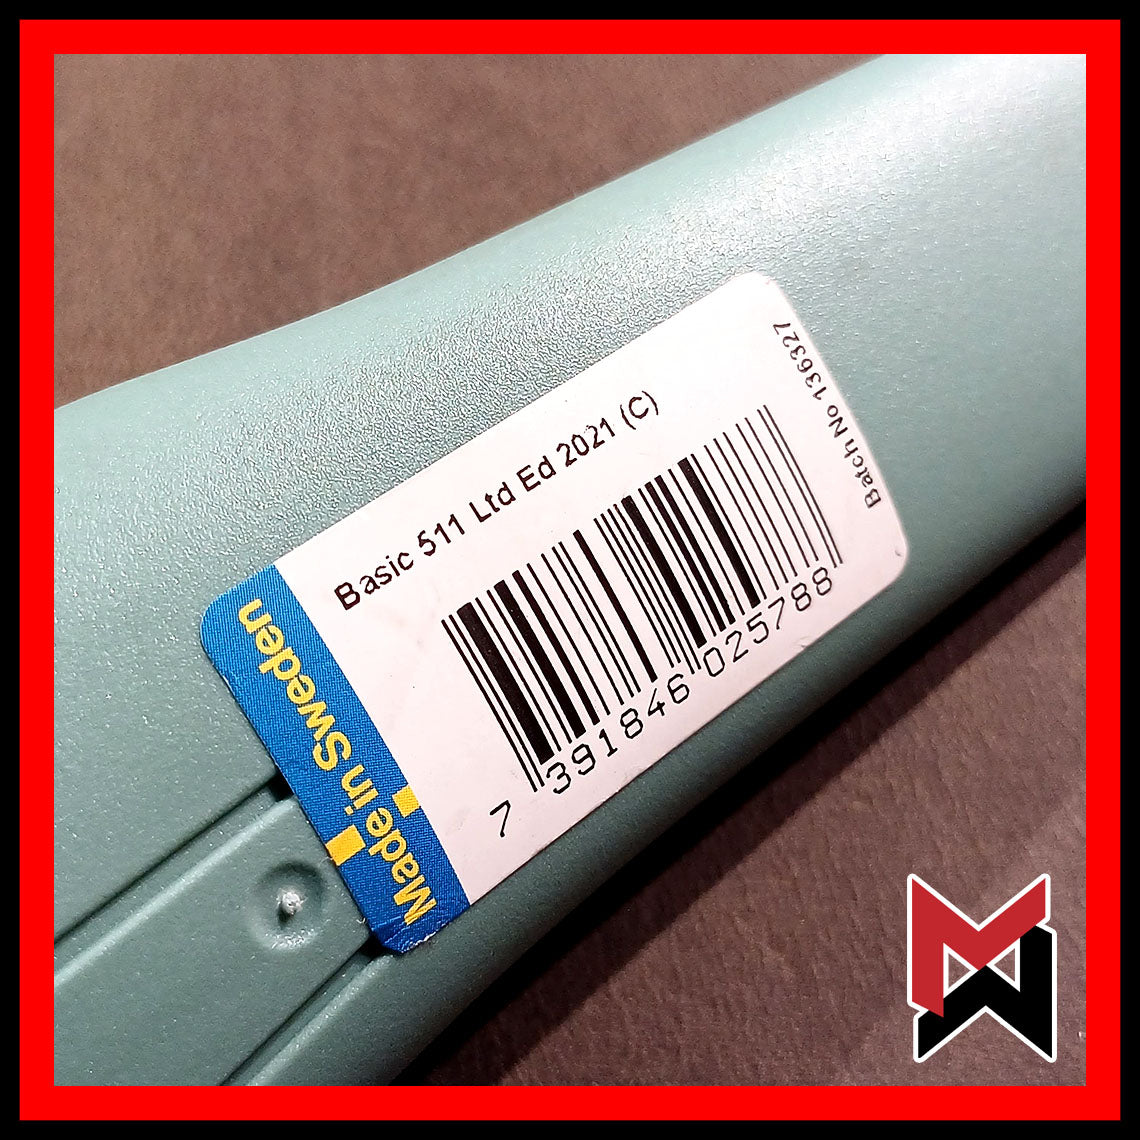 Basic 511 Ltd Ed 2021 (C)
7 391846 025788
Batch No 136327
Made in Sweden